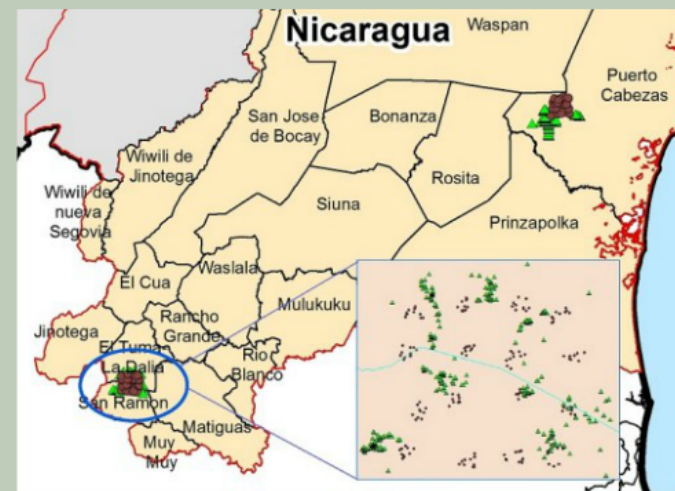 Nicaragua
Waspan
Puerto
Cabezas
San Jose
de Bocay
Bonanza
Wiwili de
Jinotega
Rosita
Wiwili de
nueva
Segovia
Siuna
Prinzapolka
Waslala
El Cua
Mulukuku
Rancho
Grande
Jinotega
El Tuma
La Dalia
Rio
Blanco
San Ramon
Matiguas
Muy
Muy